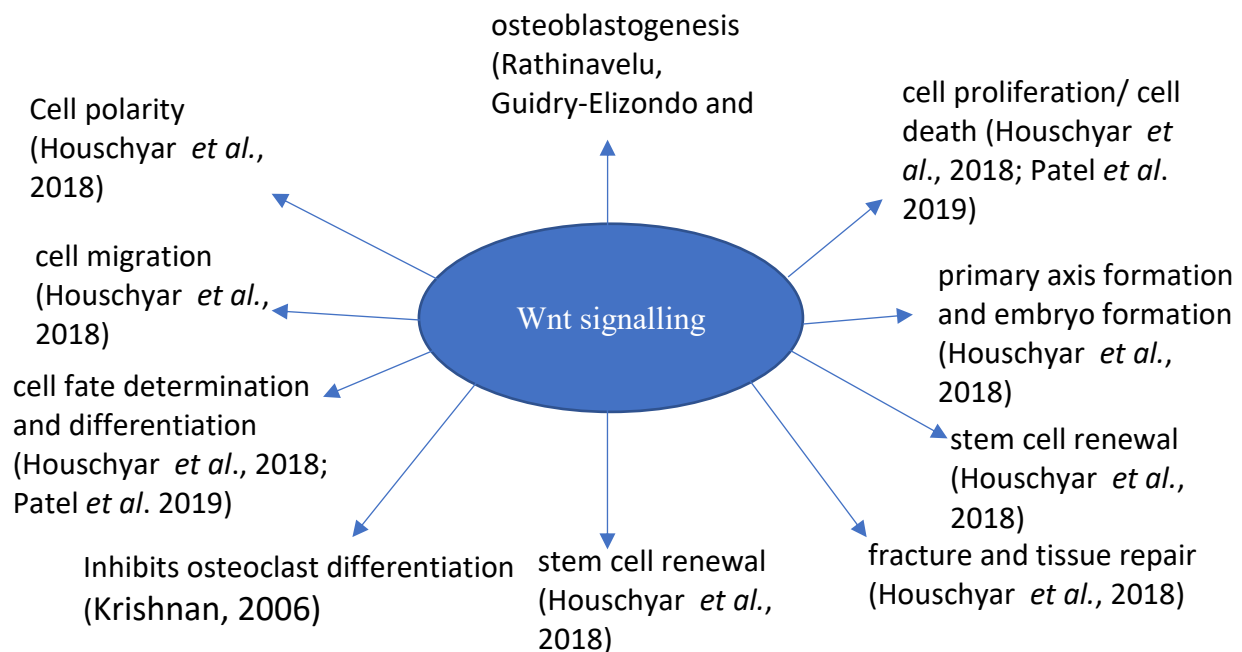 osteoblastogenesis
(Rathinavelu,
Guidry-Elizondo and
Cell polarity
(Houschyar et al.,
2018)
cell proliferation/ cell
death (Houschyar et
al., 2018; Patel et al.
2019)
cell migration
(Houschyar et al.,
2018)
Wnt signalling
primary axis formation
and embryo formation
(Houschyar et al.,
2018)
cell fate determination
and differentiation
(Houschyar et al., 2018;
Patel et al. 2019)
stem cell renewal
(Houschyar et al.,
2018)
Inhibits osteoclast differentiation
(Krishnan, 2006)
stem cell renewal
(Houschyar et al.,
2018)
fracture and tissue repair
(Houschyar et al., 2018)